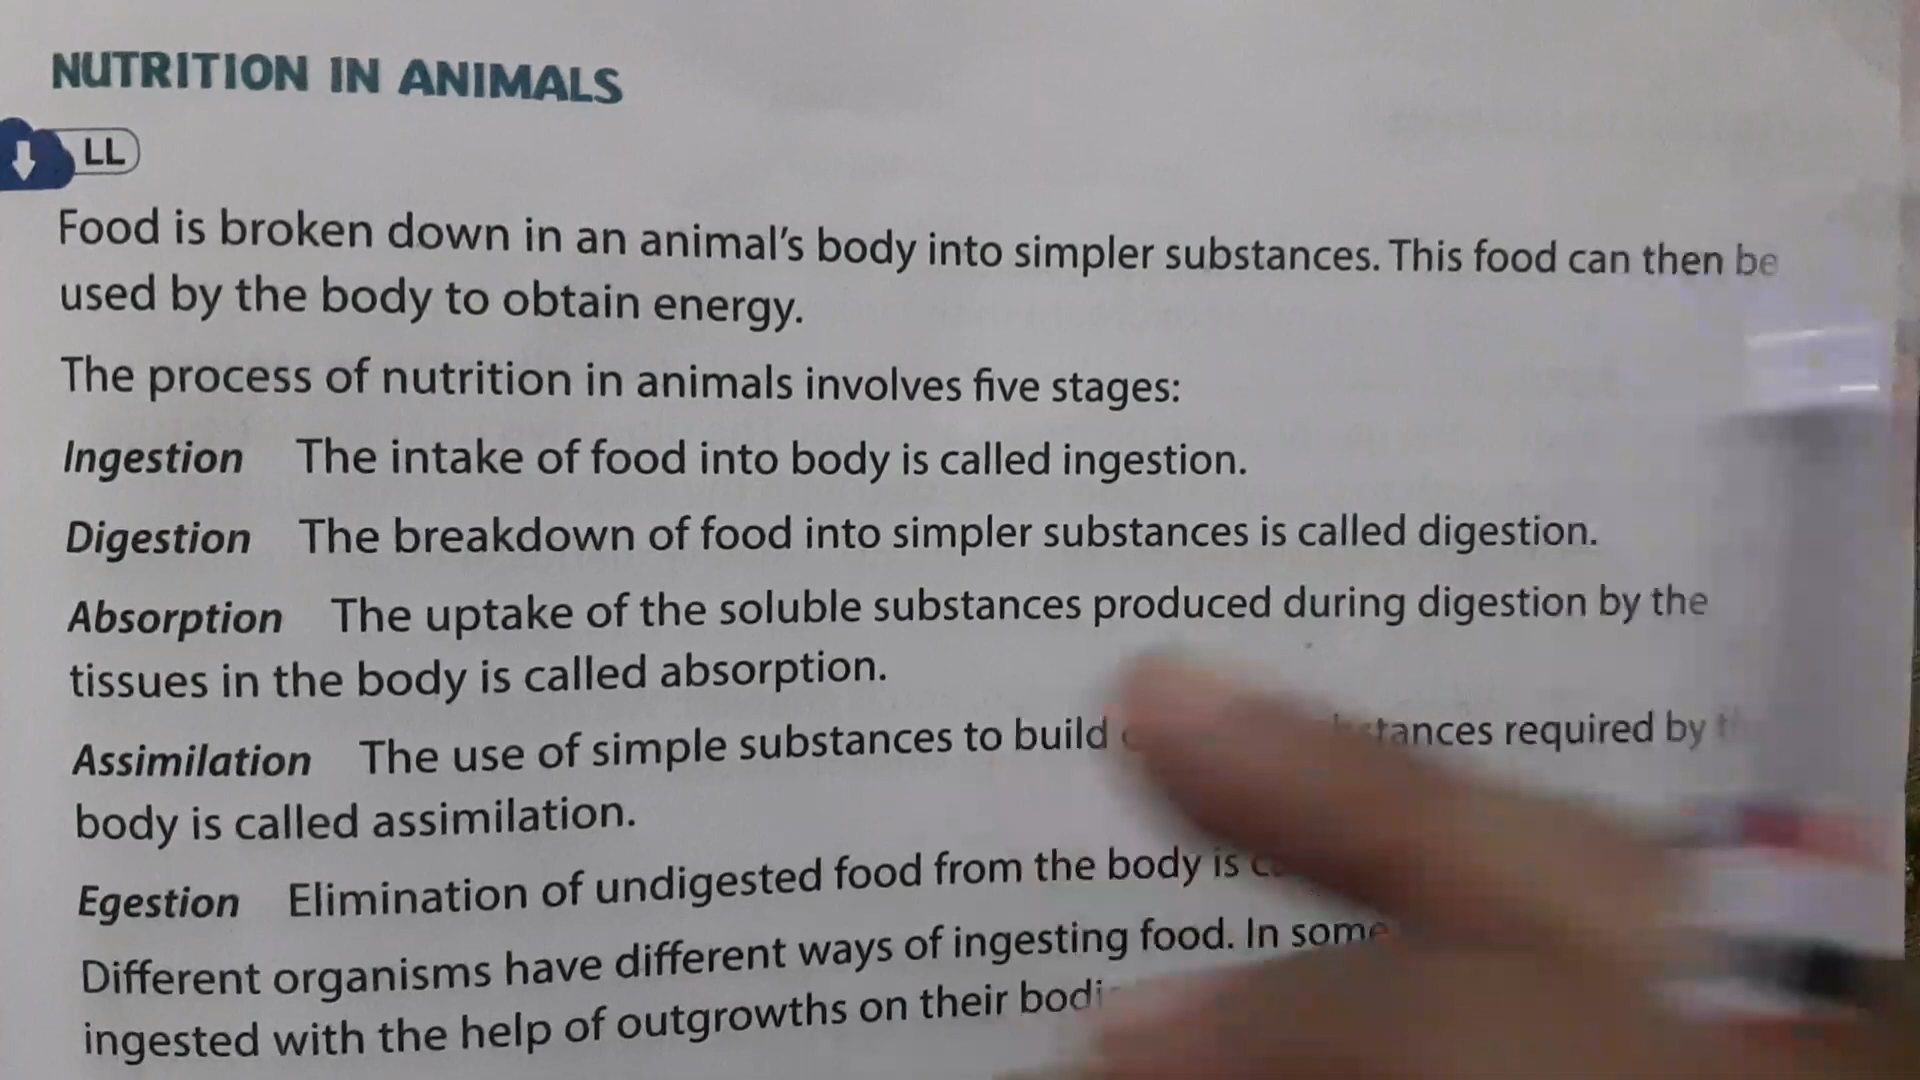 NUTRITION IN ANIMALS
LL
Food is broken down in an animal's body into simpler substances. This food can then be
used by the body to obtain energy.
The process of nutrition in animals involves five stages:
Ingestion The intake of food into body is called ingestion.
Digestion The breakdown of food into simpler substances is called digestion.
Absorption The uptake of the soluble substances produced during digestion by the
tissues in the body is called absorption.
Assimilation The use of simple substances to build required by
body is called assimilation.
Egestion Elimination of undigested food from the body is
Different organisms have different ways of ingesting food. In some
ingested with the help of outgrowths on their